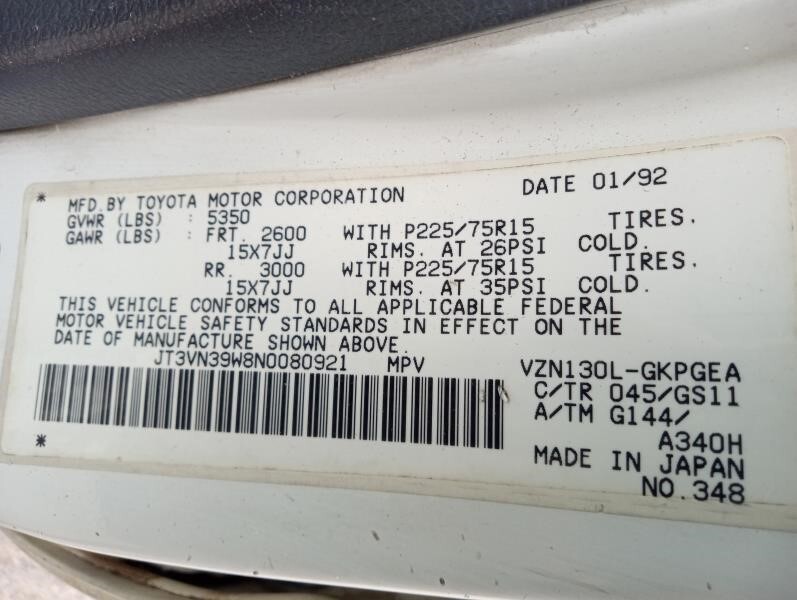 * MFD. BY TOYOTA MOTOR CORPORATION DATE 01/92
GVWR (LBS) : 5350
GAWR (LBS) : FRT. 2600 WITH P225/75R15 TIRES.
15X7JJ RIMS. AT 26PSI COLD.
RR. 3000 WITH P225/75R15 TIRES.
15X7JJ RIMS. AT 35PSI COLD.
THIS VEHICLE CONFORMS TO ALL APPLICABLE FEDERAL
MOTOR VEHICLE SAFETY STANDARDS IN EFFECT ON THE
DATE OF MANUFACTURE SHOWN ABOVE.
JT3VN39W8N0080921 MPV VZN130L-GKPGEA
C/TR 045/GS11
A/TM G144/
* A340H
MADE IN JAPAN
NO.348